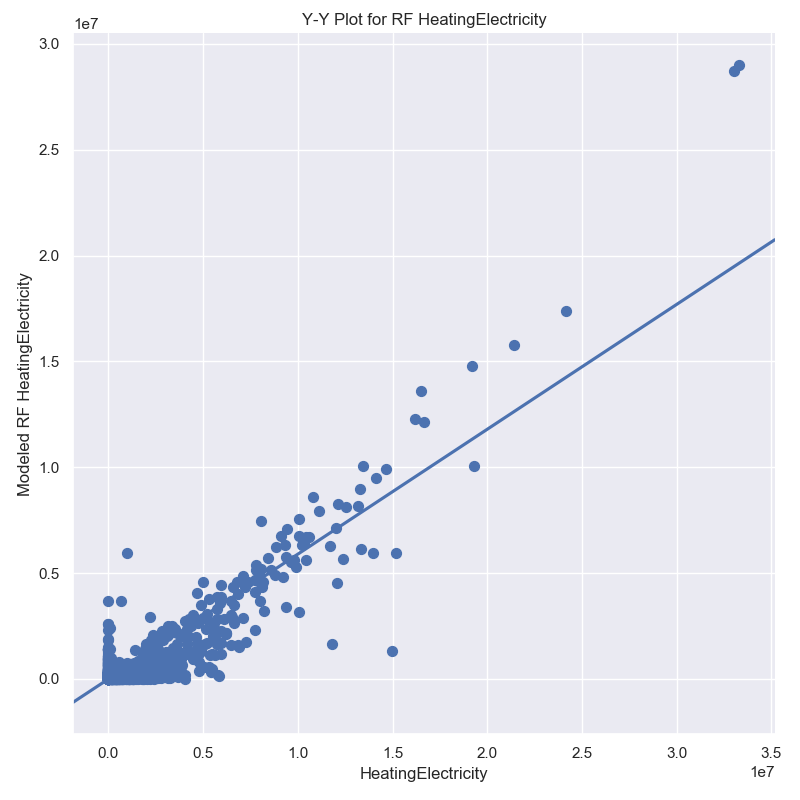 Y-Y Plot for RF HeatingElectricity
1e7
3.0
2.5
2.0
1.5
1.0
0.5
0.0
Modeled RF HeatingElectricity
0.0 0.5 1.0 1.5 2.0 2.5 3.0 3.5
1e7
HeatingElectricity